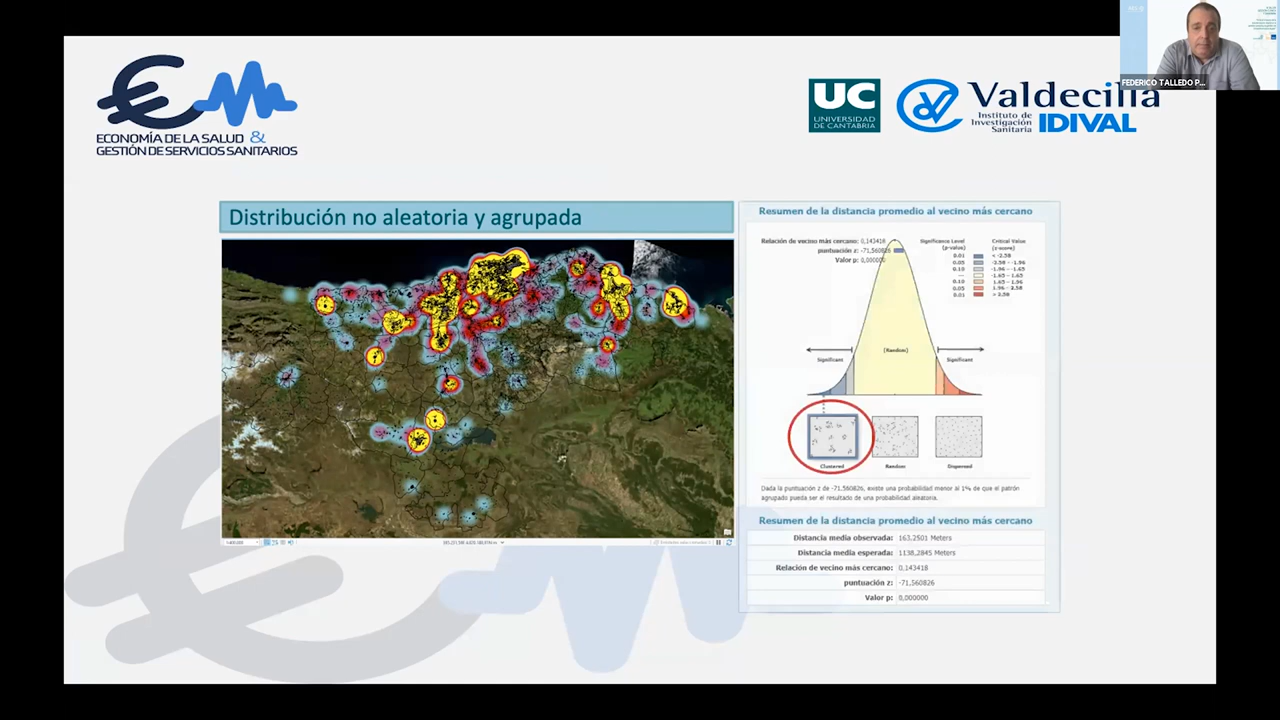 FEDERICO TALLEDO P...
ECONOMÍA DE LA SALUD &
GESTIÓN DE SERVICIOS SANITARIOS
UC
UNIVERSIDAD
DE CANTABRIA
Valdecilla
Instituto de
Investigación
Sanitaria
IDIVAL
Distribución no aleatoria y agrupada
Resumen de la distancia promedio al vecino más cercano
Relación de vecino más cercano: 0,143418
puntuación z: -71,560826
Valor p: 0,000000
Significance Level
(p-value)
Critical Value
(z-score)
0.01 < -2.58
0.05 -2.58 - -1.96
0.10 -1.96 - -1.65
--- -1.65 - 1.65
0.10 1.65 - 1.96
0.05 1.96 - 2.58
0.01 > 2.58
(Random)
Significant
Significant
Clustered
Random
Dispersed
Dada la puntuación z de -71,560826, existe una probabilidad menor al 1% de que el patrón
agrupado pueda ser el resultado de una probabilidad aleatoria.
Resumen de la distancia promedio al vecino más cercano
Distancia media observada: 163,2501 Meters
Distancia media esperada: 1138,2845 Meters
Relación de vecino más cercano: 0,143418
puntuación z: -71,560826
Valor p: 0,000000